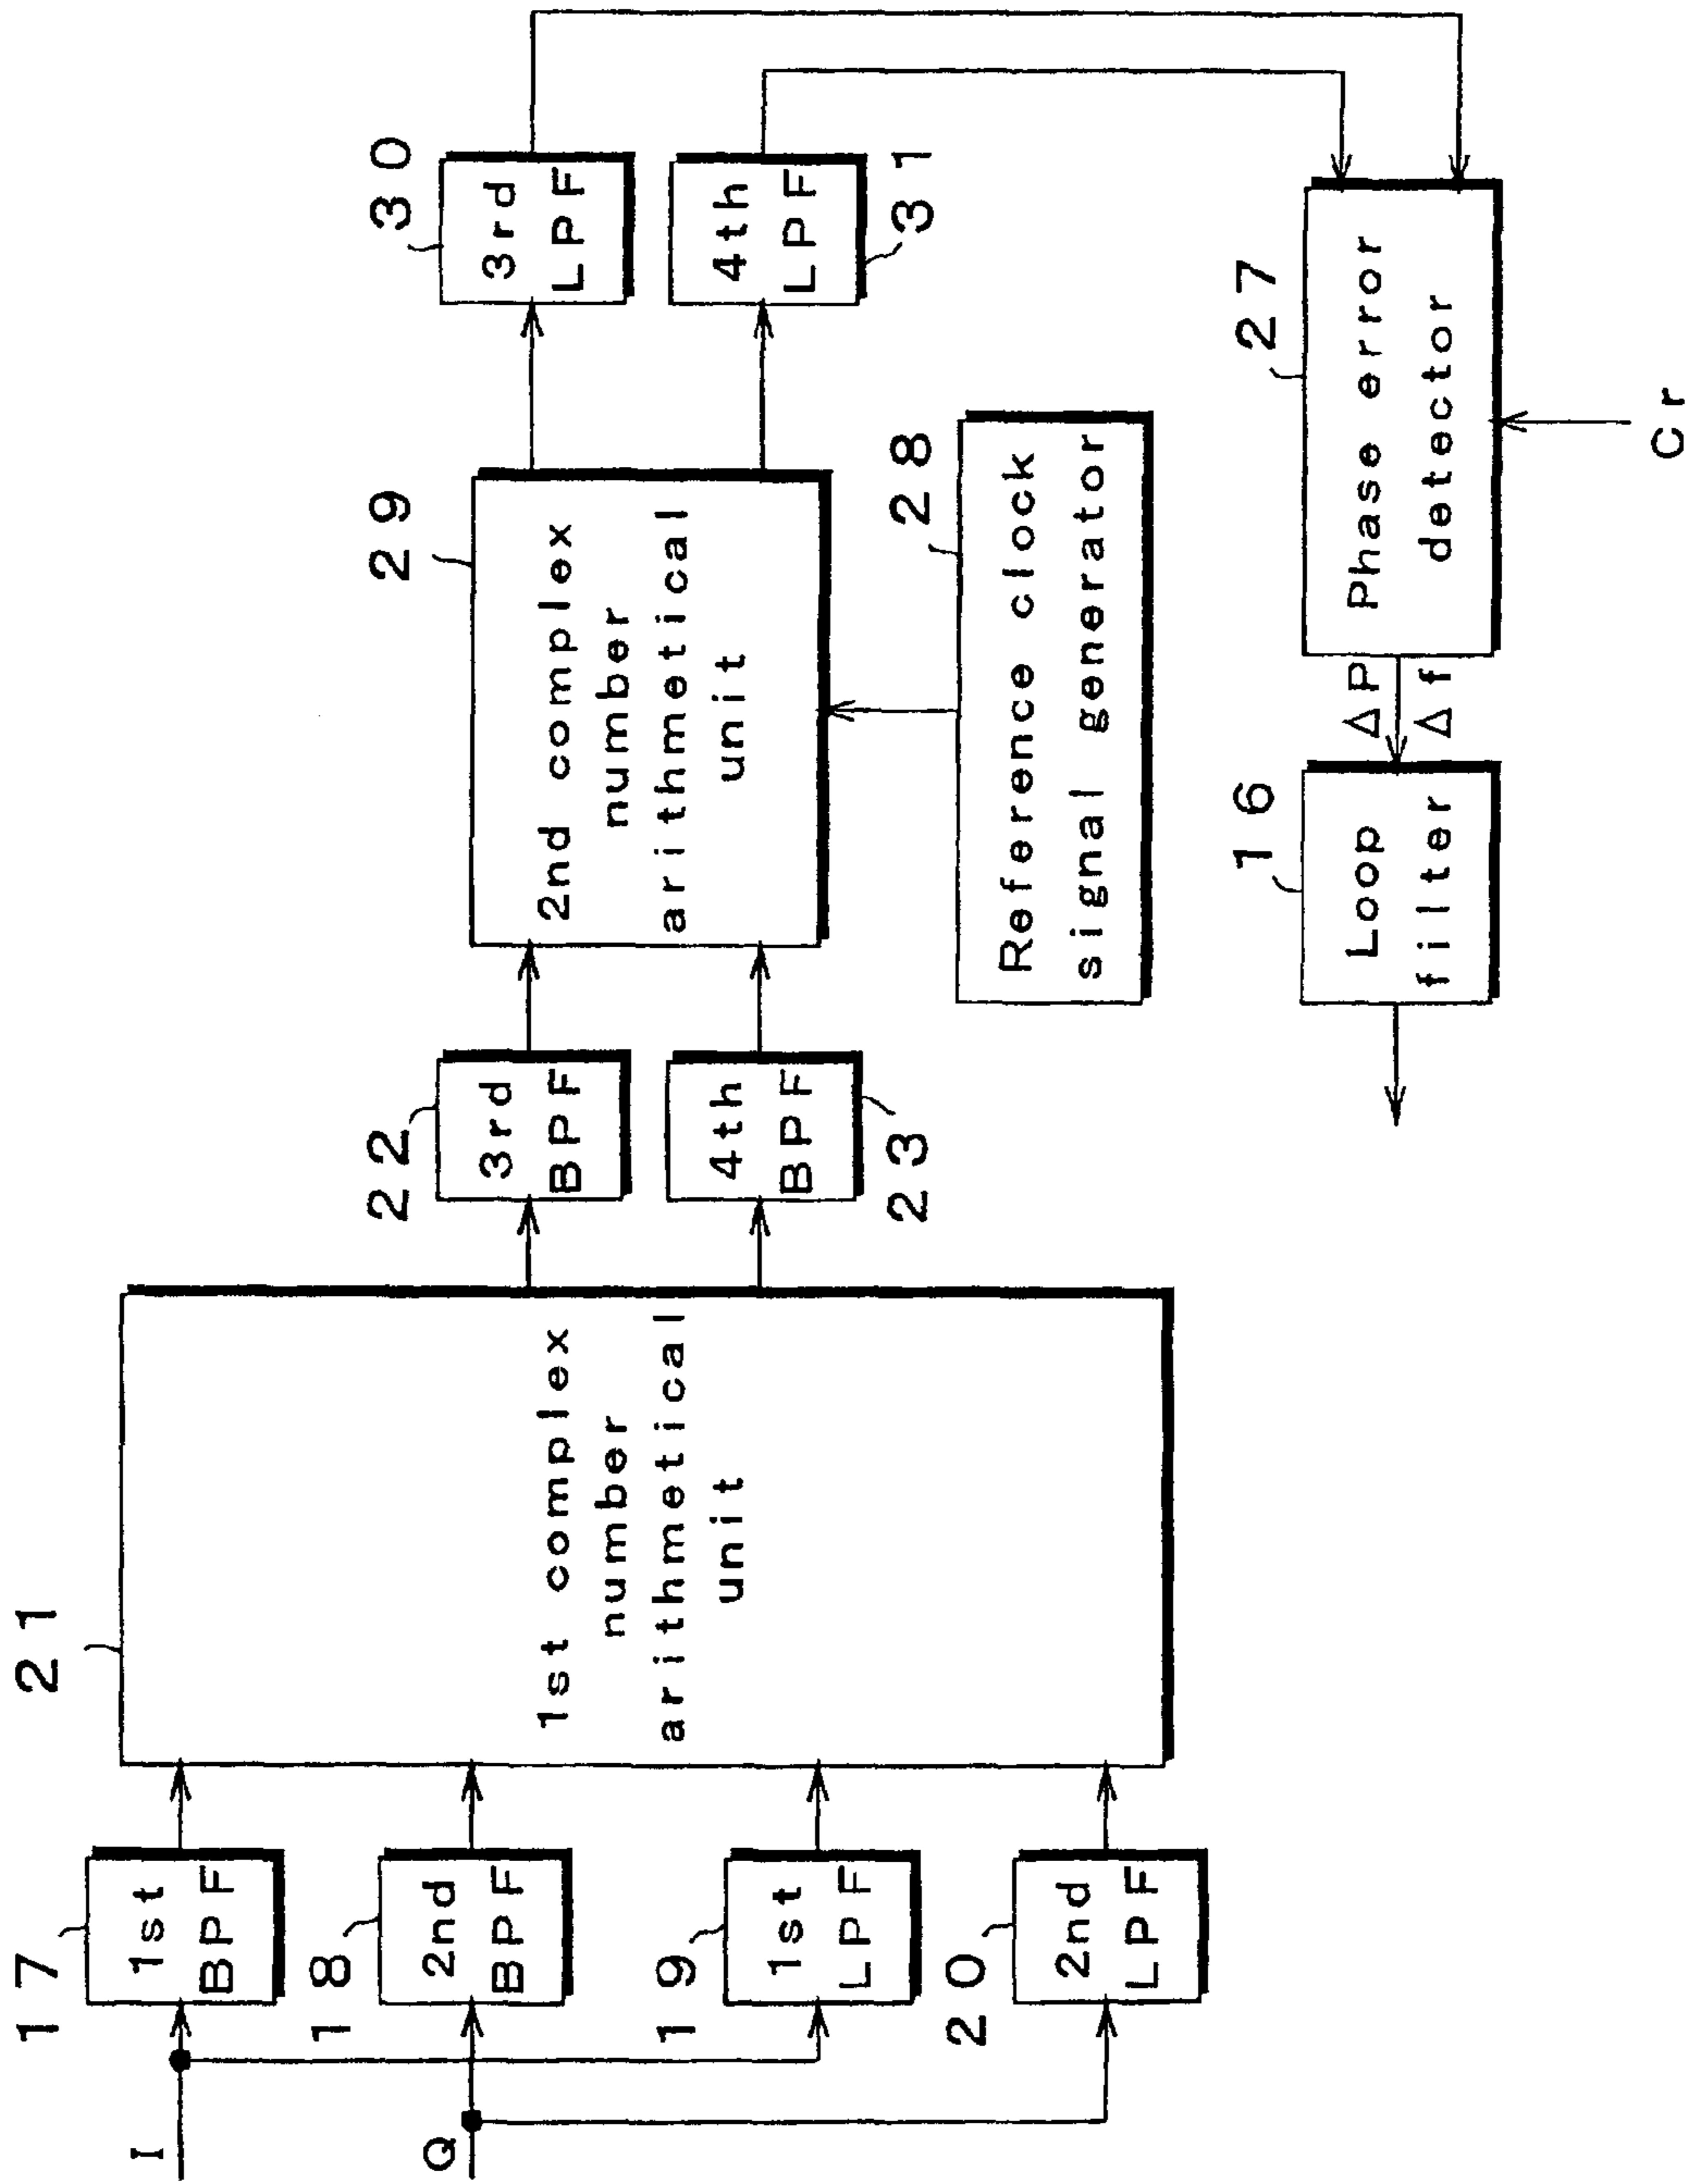 I
Q
17
1st
BPF
18
2nd
BPF
19
1st
LPF
20
2nd
LPF
21
1st complex
number
arithmetical
unit
22
3rd
BPF
23
4th
BPF
29
2nd complex
number
arithmetical
unit
28
Reference clock
signal generator
30
3rd
LPF
31
4th
LPF
27
Phase error
detector
Cr
ΔP
Δf
16
Loop
filter